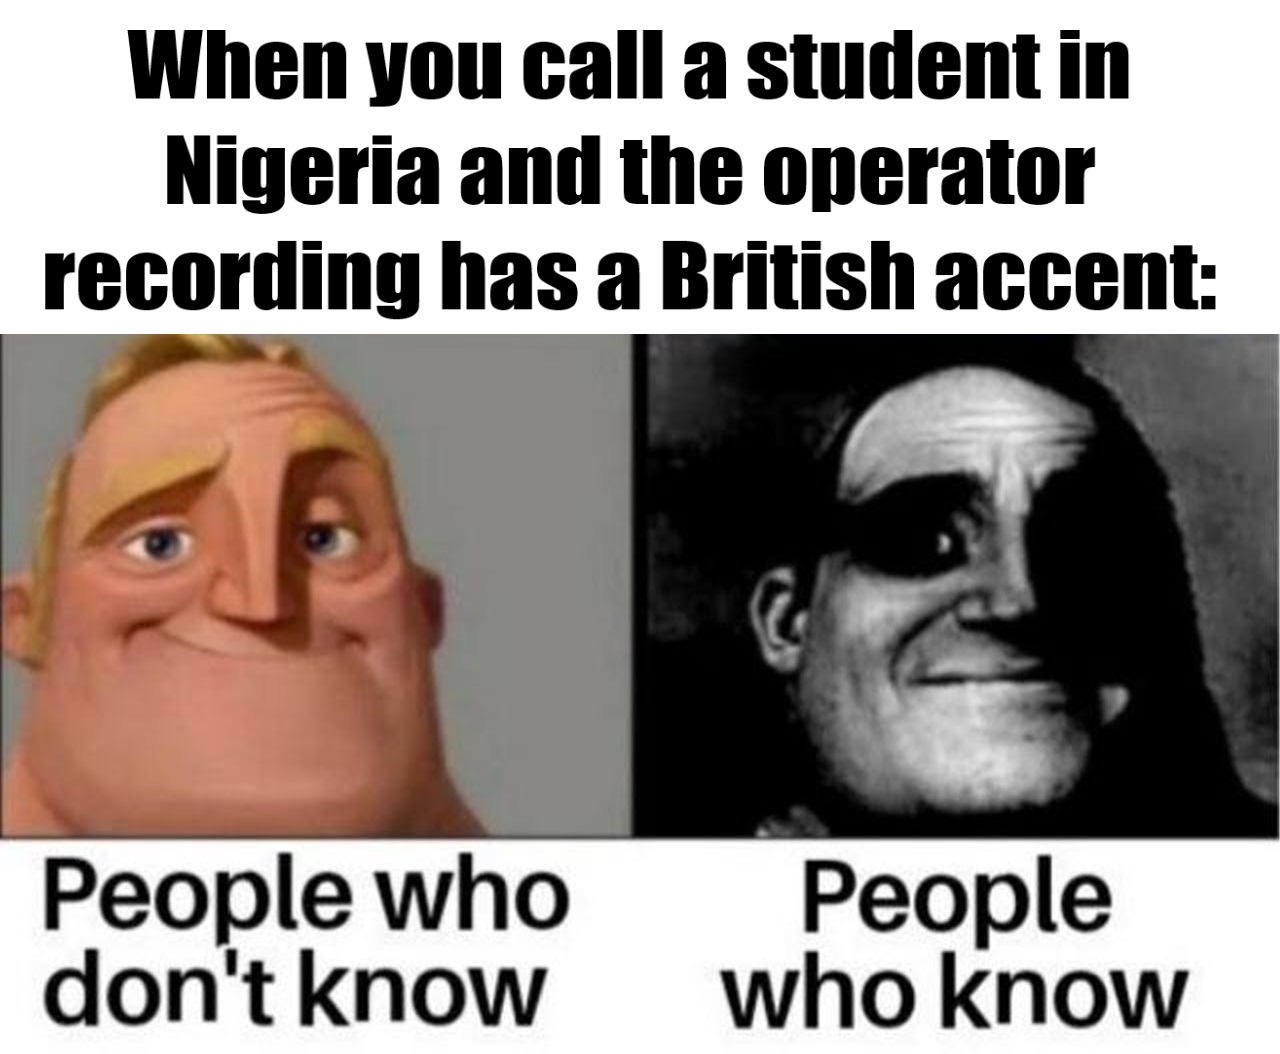 When you call a student in
Nigeria and the operator
recording has a British accent:
People who
don't know
People
who know